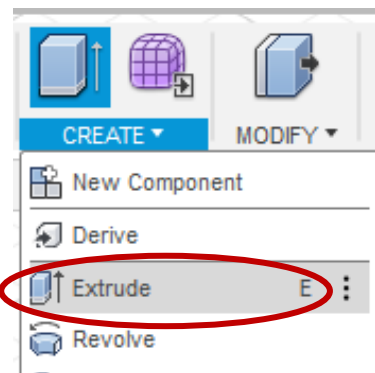 CREATE ▼ MODIFY ▼
New Component
Derive
Extrude E
Revolve